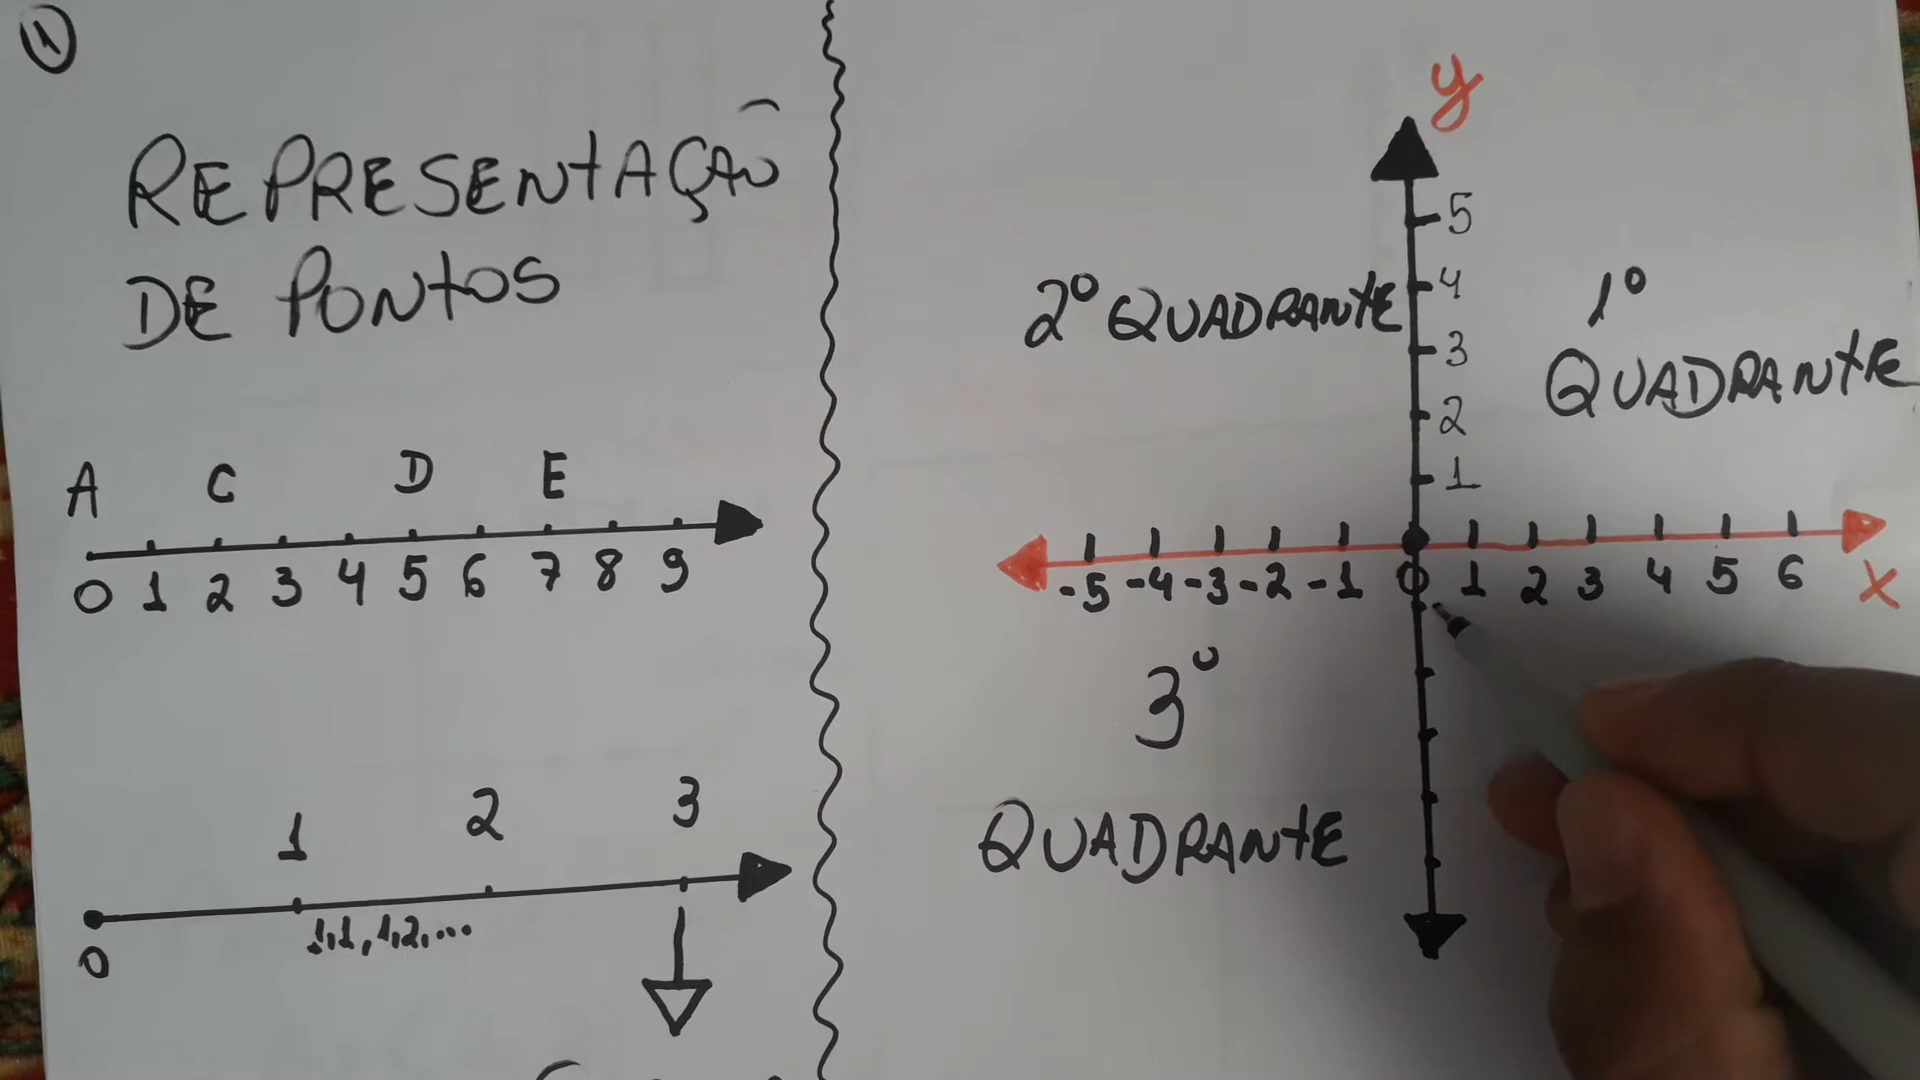 1
REPRESENTAÇÃO
DE PONTOS
A C D E
0 1 2 3 4 5 6 7 8 9
1 2 3
1,1, 1,2, ...
0
y
5
4
3
2
1
2º QUADRANTE
1º
QUADRANTE
-5 -4 -3 -2 -1 0 1 2 3 4 5 6 x
3º
QUADRANTE